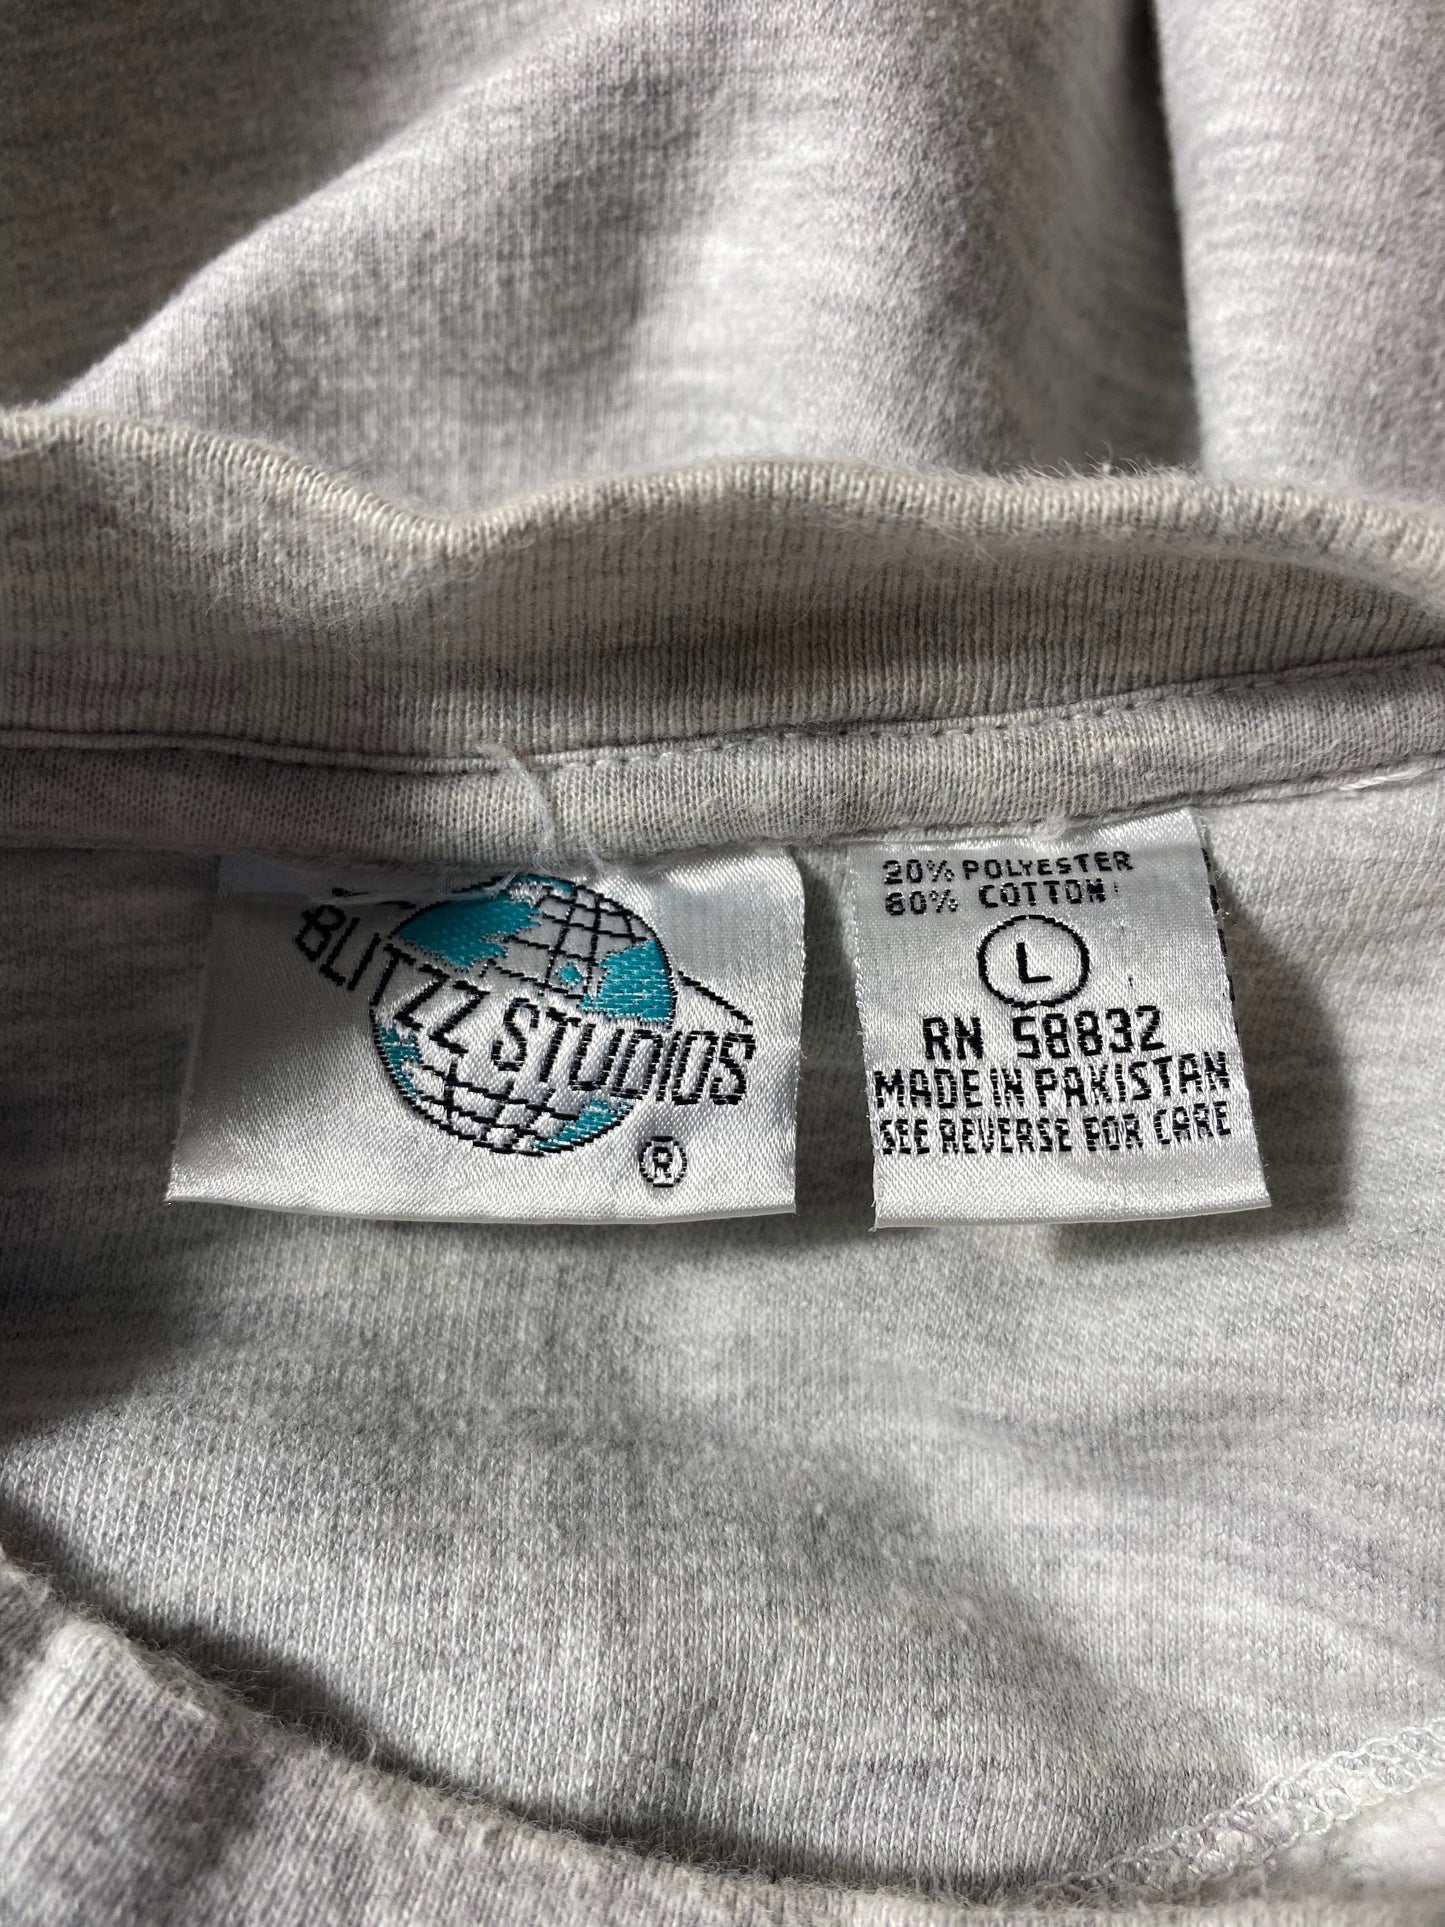 BLITZZ STUDIOS
®
20% POLYESTER
80% COTTON
L
RN 58832
MADE IN PAKISTAN
SEE REVERSE FOR CARE